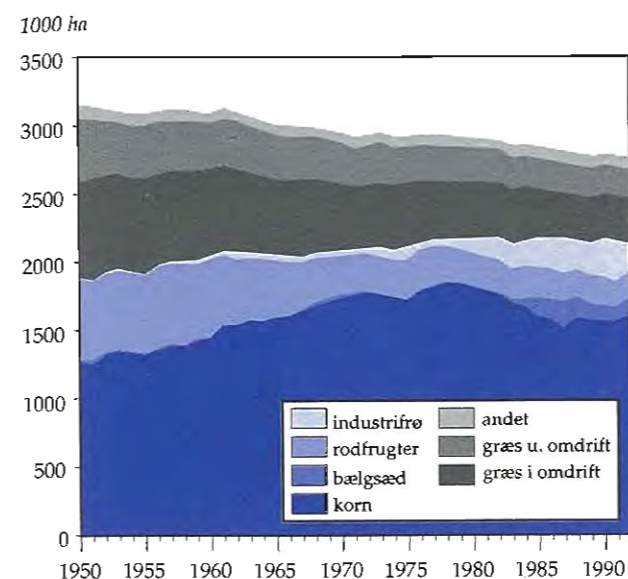 1000 ha
3500
3000
2500
2000
1500
1000
500
0
industrifrø
rodfrugter
bælgsæd
korn
andet
græs u. omdrift
græs i omdrift
1950 1955 1960 1965 1970 1975 1980 1985 1990